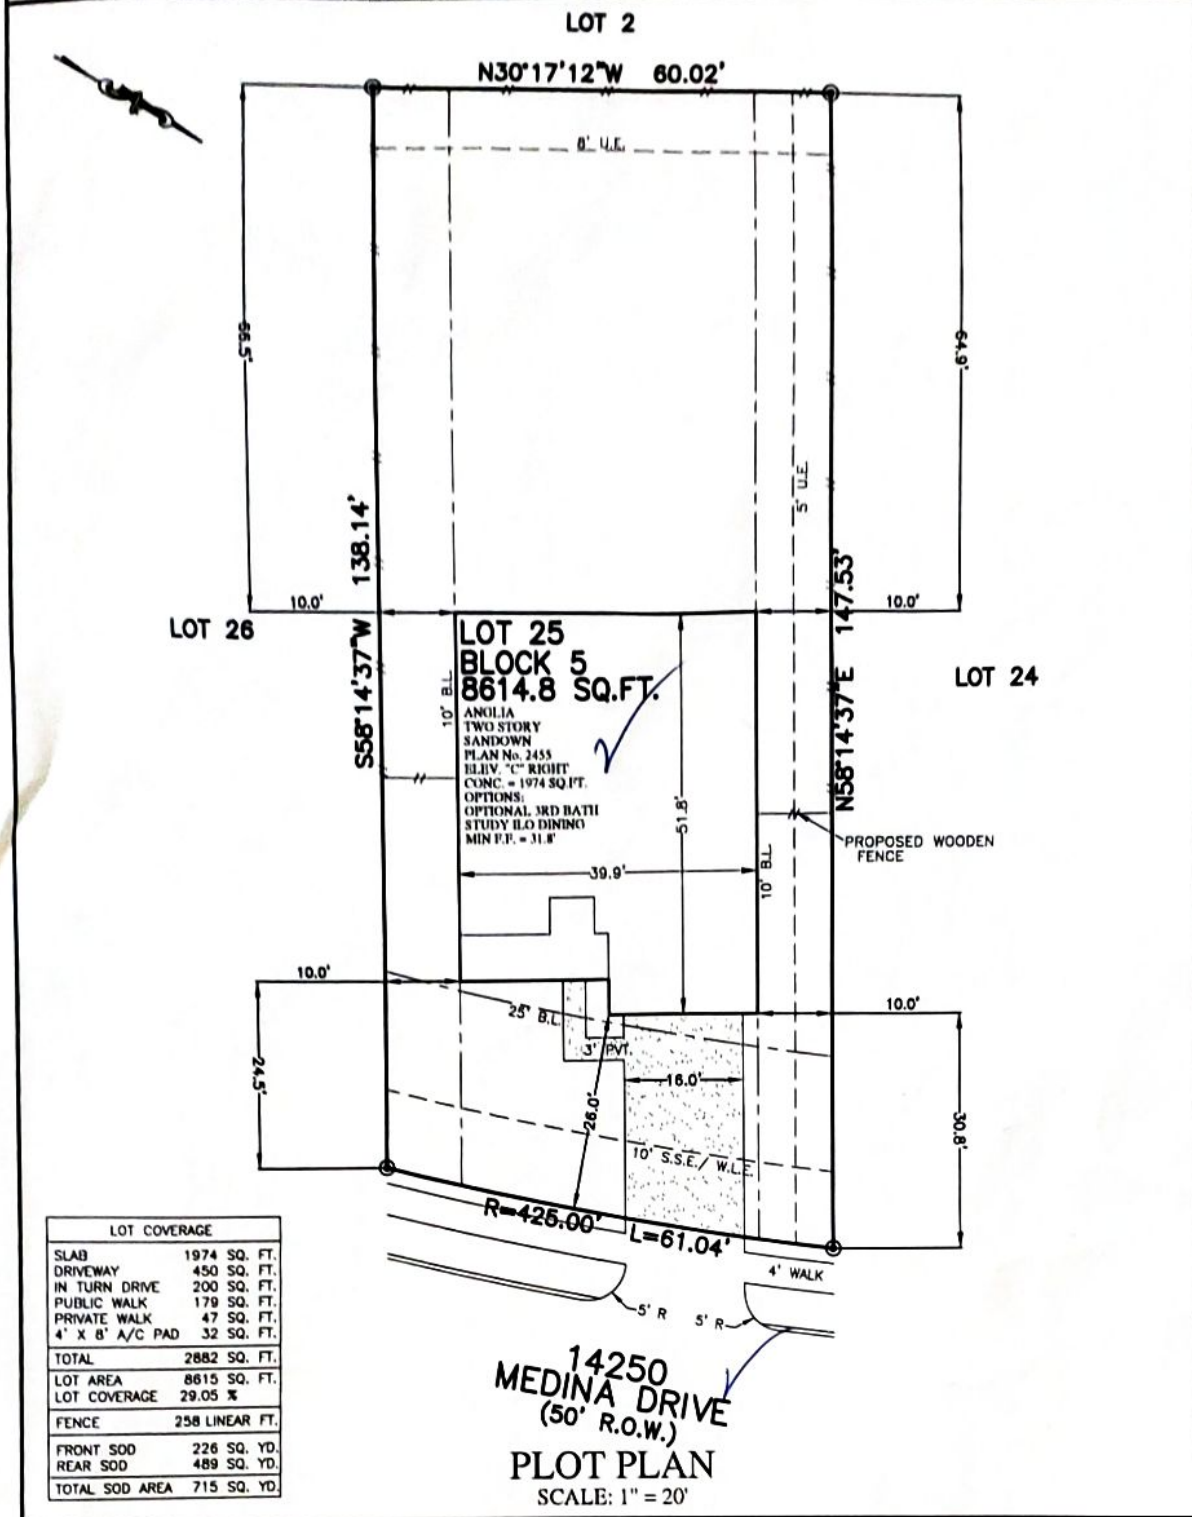 LOT 2
N30°17'12"W 60.02'
8' U.E.
66.5'
64.9'
5' U.E.
S58°14'37"W 138.14'
N58°14'37"E 147.53'
10.0'
10.0'
LOT 26
LOT 24
LOT 25
BLOCK 5
8614.8 SQ.FT.
ANGLIA
TWO STORY
SANDOWN
PLAN No. 2455
ELEV. "C" RIGHT
CONC. = 1974 SQ.FT.
OPTIONS:
OPTIONAL 3RD BATH
STUDY ILO DINING
MIN F.F. = 31.8'
10' B.L.
51.8'
PROPOSED WOODEN
FENCE
39.9'
10' B.L.
10.0'
10.0'
25' B.L.
3' PVT.
16.0'
24.5'
26.0'
30.8'
10' S.S.E./ W.L.E.
R=425.00'
L=61.04'
4' WALK
5' R
5' R
LOT COVERAGE
SLAB 1974 SQ. FT.
DRIVEWAY 450 SQ. FT.
IN TURN DRIVE 200 SQ. FT.
PUBLIC WALK 179 SQ. FT.
PRIVATE WALK 47 SQ. FT.
4' X 8' A/C PAD 32 SQ. FT.
TOTAL 2882 SQ. FT.
LOT AREA 8615 SQ. FT.
LOT COVERAGE 29.05 %
FENCE 258 LINEAR FT.
FRONT SOD 226 SQ. YD.
REAR SOD 489 SQ. YD.
TOTAL SOD AREA 715 SQ. YD.
14250
MEDINA DRIVE
(50' R.O.W.)
PLOT PLAN
SCALE: 1" = 20'